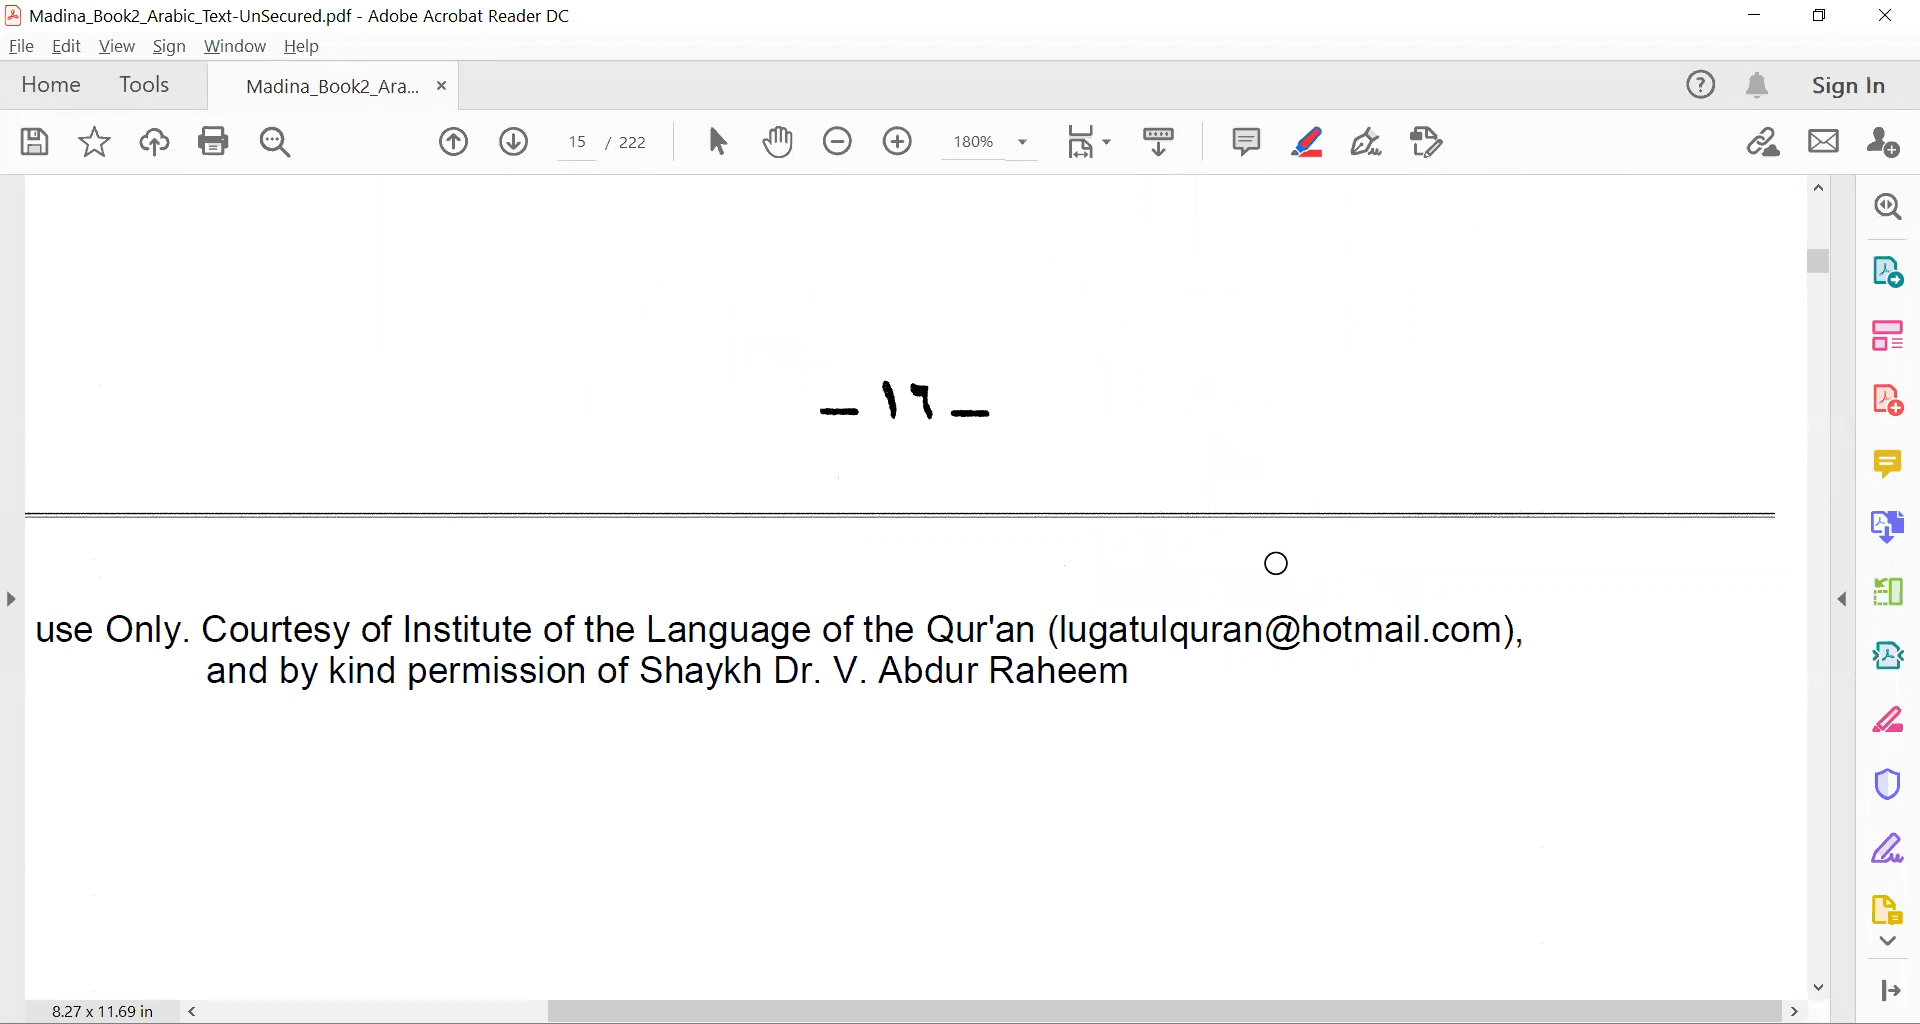 Madina_Book2_Arabic_Text-UnSecured.pdf - Adobe Acrobat Reader DC
File Edit View Sign Window Help
Home Tools Madina_Book2_Ara... × Sign In
15 / 222 180%
– ١٦ –
use Only. Courtesy of Institute of the Language of the Qur'an (lugatulquran@hotmail.com),
and by kind permission of Shaykh Dr. V. Abdur Raheem
8.27 x 11.69 in